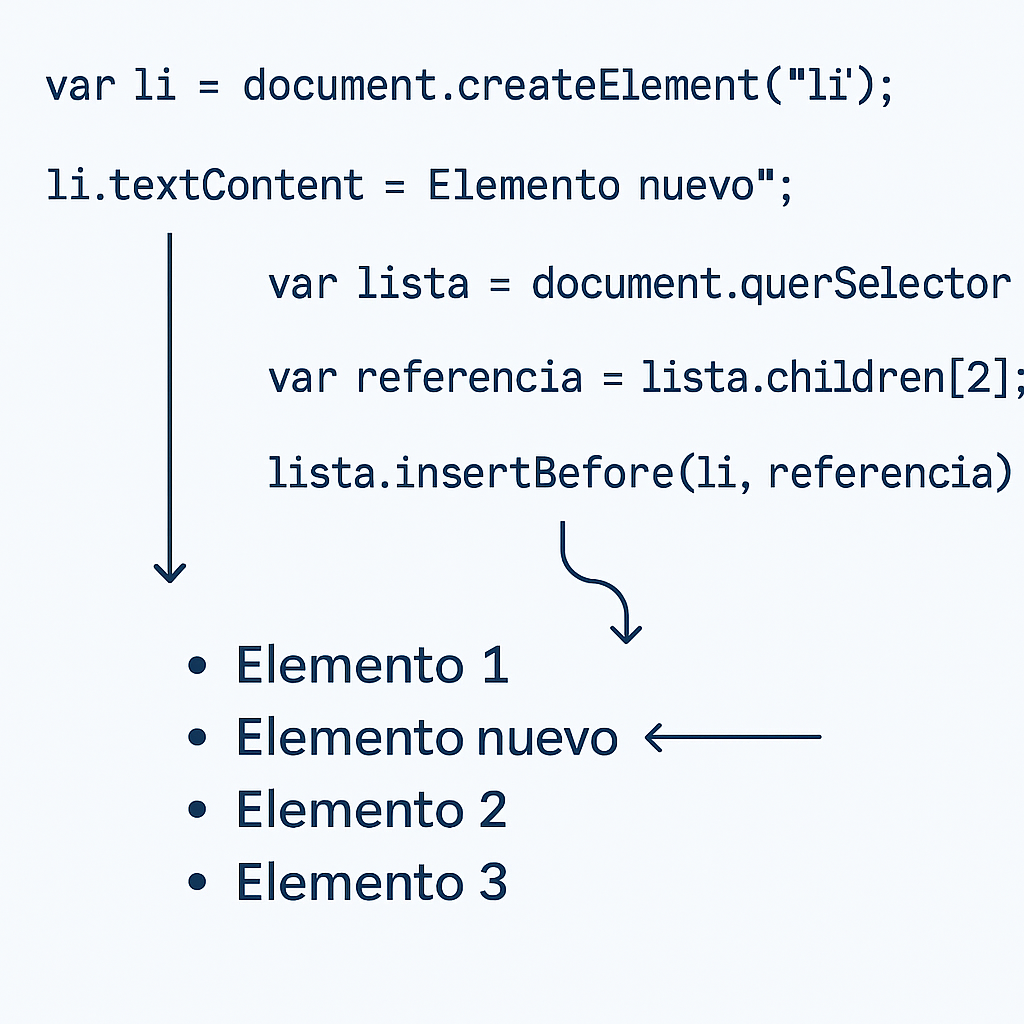 var li = document.createElement("li');
li.textContent = Elemento nuevo";
var lista = document.querSelector
var referencia = lista.children[2];
lista.insertBefore(li, referencia)
• Elemento 1
• Elemento nuevo
• Elemento 2
• Elemento 3